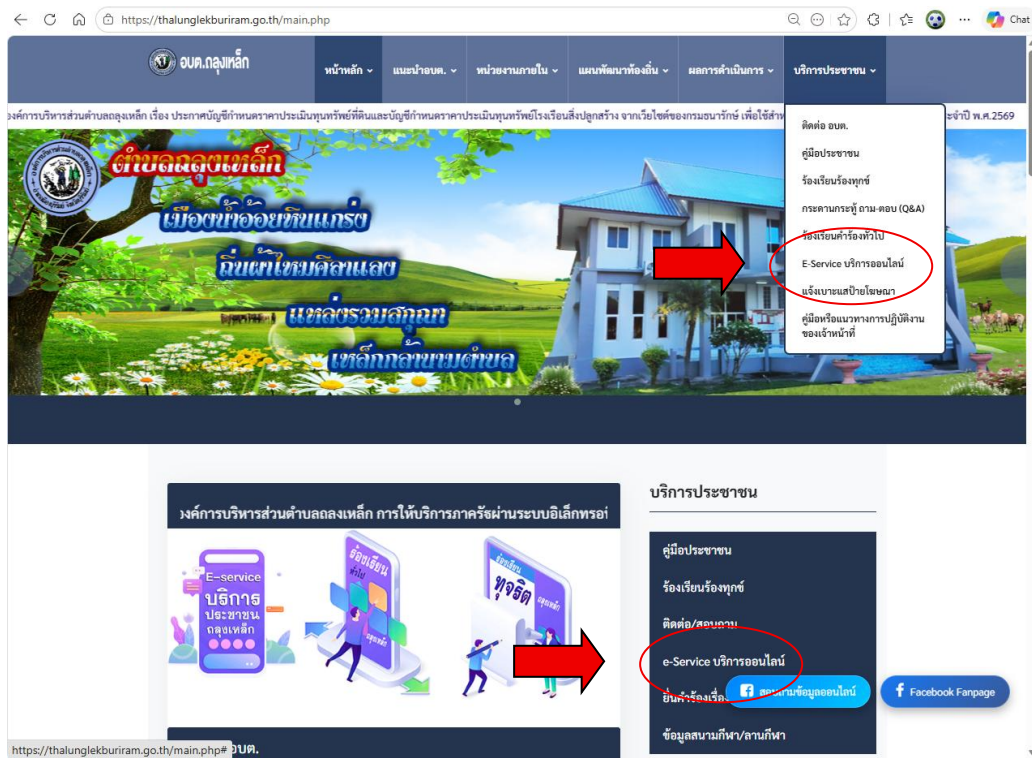 https://thalunglekburiram.go.th/main.php
Chat
อบต.ถลุงเหล็ก
หน้าหลัก
แนะนำอบต.
หน่วยงานภายใน
แผนพัฒนาท้องถิ่น
ผลการดำเนินการ
บริการประชาชน
งค์การบริหารส่วนตำบลถลุงเหล็ก เรื่อง ประกาศบัญชีกำหนดราคาประเมินทุนทรัพย์ที่ดินและบัญชีกำหนดราคาประเมินทุนทรัพย์โรงเรือนสิ่งปลูกสร้าง จากเว็บไซต์ของกรมธนารักษ์ เพื่อใช้สำห
ะจำปี พ.ศ.2569
ติดต่อ อบต.
คู่มือประชาชน
ร้องเรียนร้องทุกข์
กระดานกระทู้ ถาม-ตอบ (Q&A)
ร้องเรียนคำร้องทั่วไป
E-Service บริการออนไลน์
แจ้งเบาะแสป้ายโฆษณา
คู่มือหรือแนวทางการปฏิบัติงาน
ของเจ้าหน้าที่
ตำบลถลุงเหล็ก
เมืองน้ำอ้อยหินแกร่ง
ถิ่นผาไหมศิลาแลง
แหล่งรวมสักุณา
เหล็กกล้านามตำบล
บริการประชาชน
งค์การบริหารส่วนตำบลถลุงเหล็ก การให้บริการภาครัฐผ่านระบบอิเล็กทรอ
E-service
บริการ
ประชาชน
ถลุงเหล็ก
ร้องเรียน
ทั่วไป
ถลุงเหล็ก
ร้องเรียน
ทุจริต
ถลุงเหล็ก
คู่มือประชาชน
ร้องเรียนร้องทุกข์
ติดต่อ/สอบถาม
e-Service บริการออนไลน์
ยื่นคำร้องเรื่อง
สอบถามข้อมูลออนไลน์
Facebook Fanpage
ข้อมูลสนามกีฬา/ลานกีฬา
https://thalunglekburiram.go.th/main.php#
อบต.